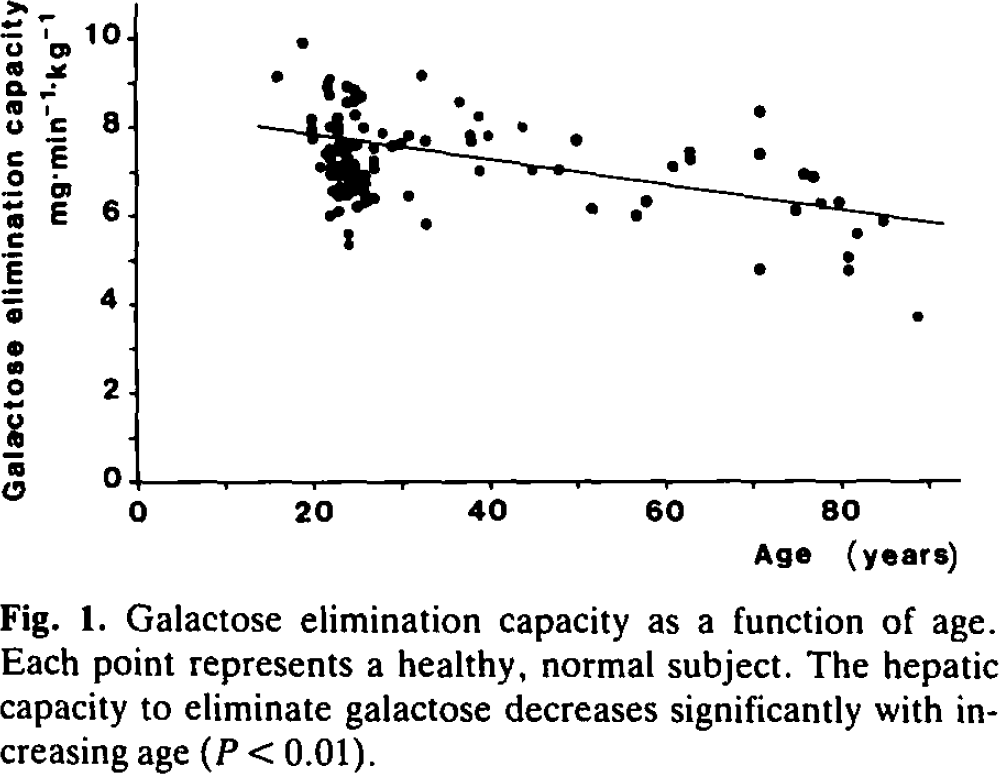 Galactose elimination capacity
mg·min⁻¹·kg⁻¹
10
8
6
4
2
0
0 20 40 60 80
Age (years)
Fig. 1. Galactose elimination capacity as a function of age.
Each point represents a healthy, normal subject. The hepatic
capacity to eliminate galactose decreases significantly with in-
creasing age (P < 0.01).